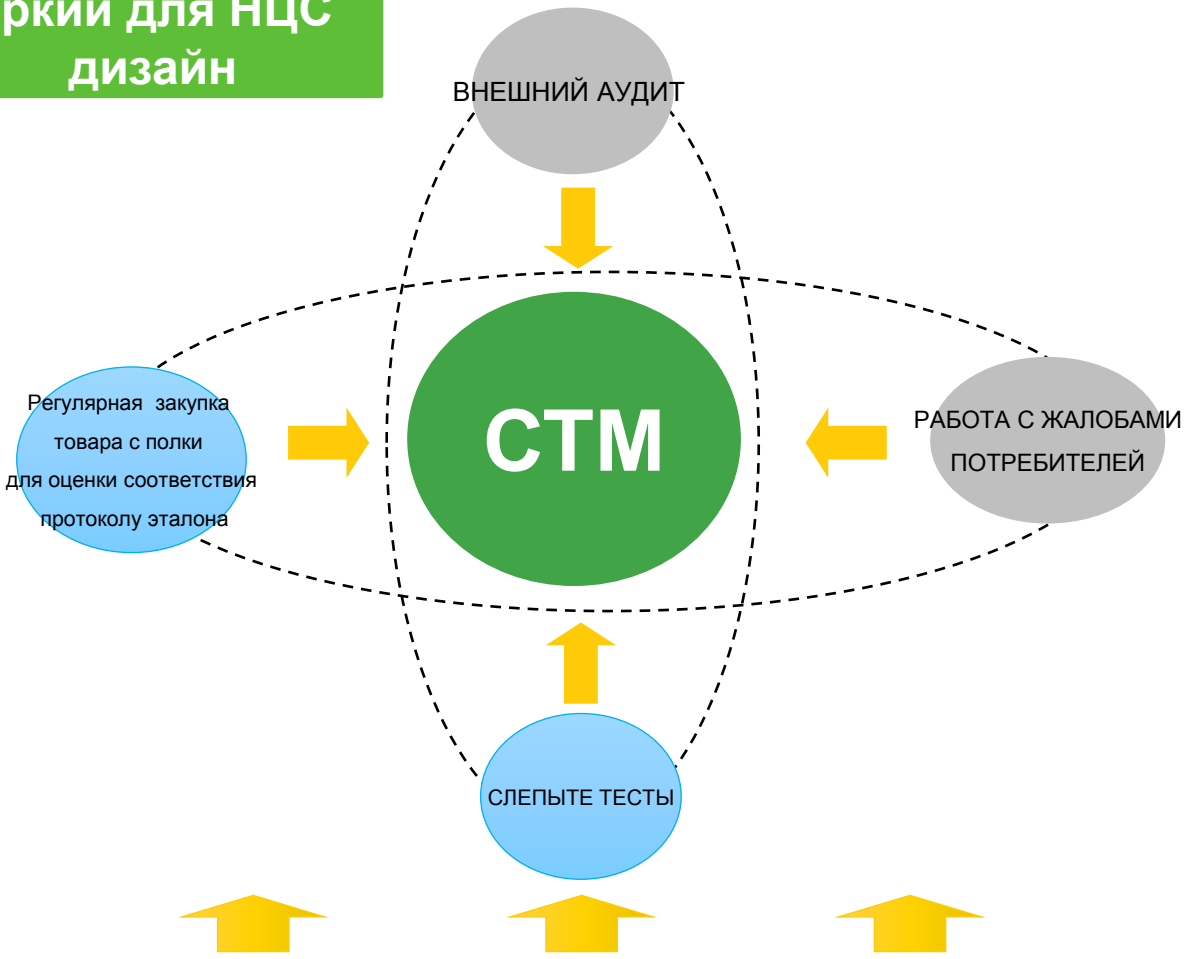 ркий для НЦС
дизайн
ВНЕШНИЙ АУДИТ
Регулярная закупка
товара с полки
для оценки соответствия
протоколу эталона
СТМ
РАБОТА С ЖАЛОБАМИ
ПОТРЕБИТЕЛЕЙ
СЛЕПЫТЕ ТЕСТЫ